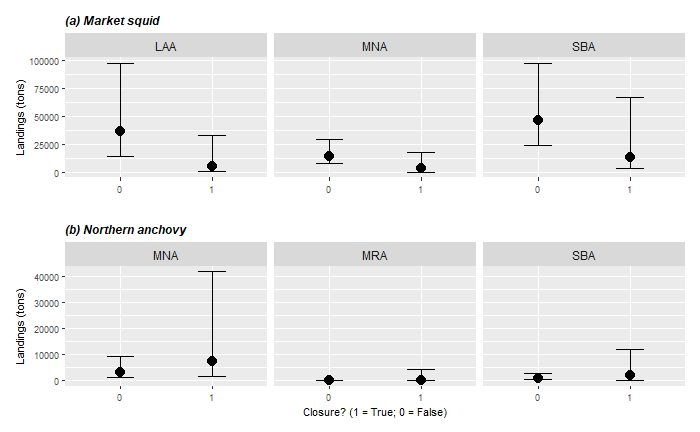 (a) Market squid
LAA MNA SBA
100000
75000
50000
25000
0
Landings (tons)
0 1 0 1 0 1
(b) Northern anchovy
MNA MRA SBA
40000
30000
20000
10000
0
Landings (tons)
0 1 0 1 0 1
Closure? (1 = True; 0 = False)